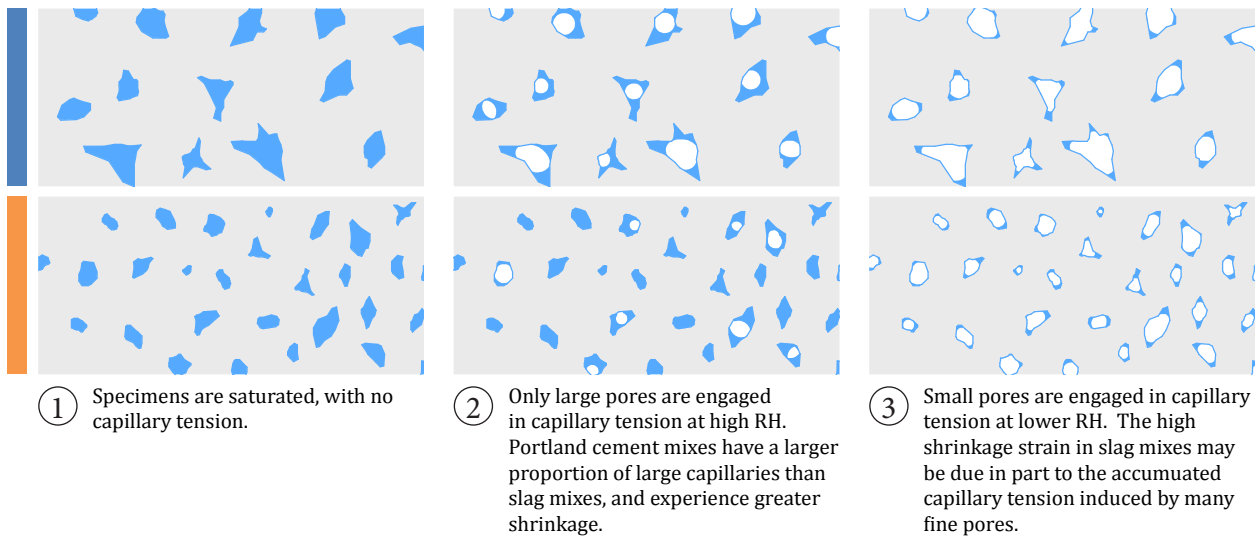 1
Specimens are saturated, with no
capillary tension.
2
Only large pores are engaged
in capillary tension at high RH.
Portland cement mixes have a larger
proportion of large capillaries than
slag mixes, and experience greater
shrinkage.
3
Small pores are engaged in capillary
tension at lower RH.  The high
shrinkage strain in slag mixes may
be due in part to the accumuated
capillary tension induced by many
fine pores.